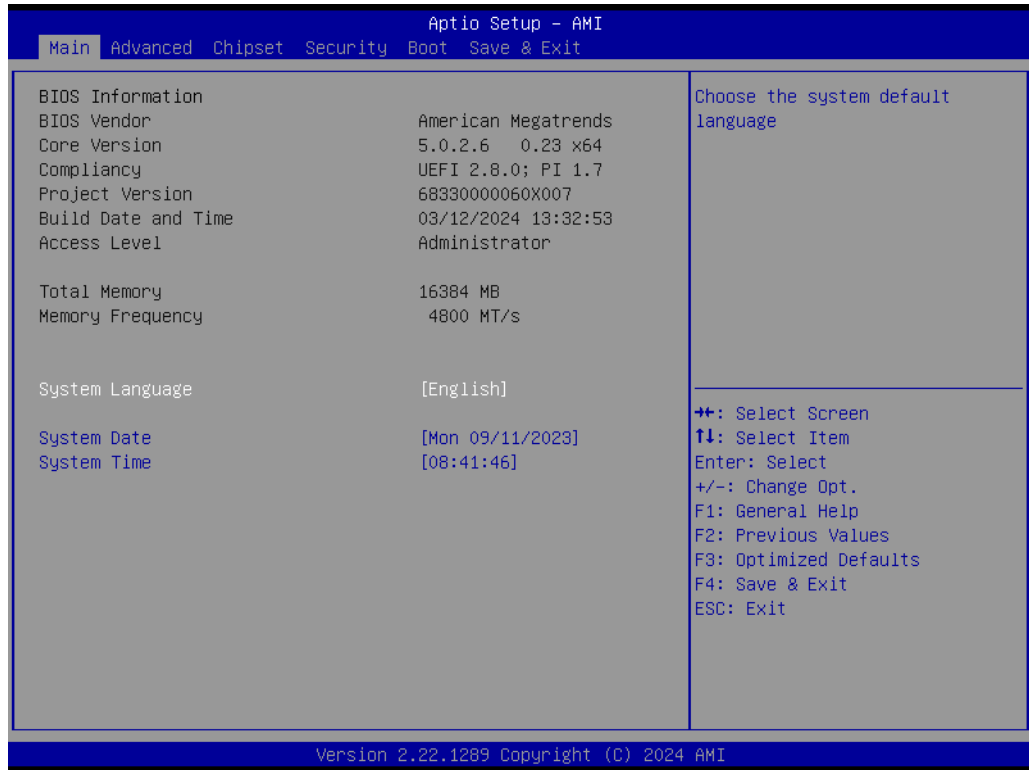 Aptio Setup – AMI
Main Advanced Chipset Security Boot Save & Exit
BIOS Information
BIOS Vendor American Megatrends
Core Version 5.0.2.6 0.23 x64
Compliancy UEFI 2.8.0; PI 1.7
Project Version 68330000060X007
Build Date and Time 03/12/2024 13:32:53
Access Level Administrator
Total Memory 16384 MB
Memory Frequency 4800 MT/s
System Language [English]
System Date [Mon 09/11/2023]
System Time [08:41:46]
Choose the system default
language
→←: Select Screen
↑↓: Select Item
Enter: Select
+/-: Change Opt.
F1: General Help
F2: Previous Values
F3: Optimized Defaults
F4: Save & Exit
ESC: Exit
Version 2.22.1289 Copyright (C) 2024 AMI